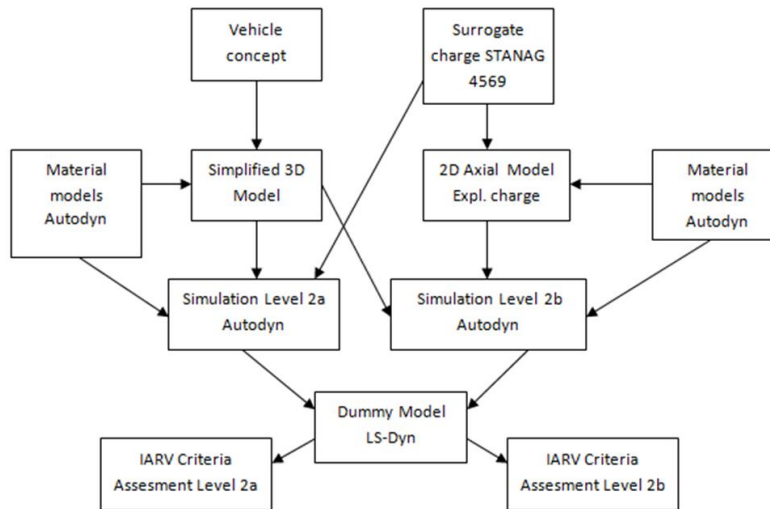 Vehicle
concept
Surrogate
charge STANAG
4569
Material
models
Autodyn
Simplified 3D
Model
2D Axial Model
Expl. charge
Material
models
Autodyn
Simulation Level 2a
Autodyn
Simulation Level 2b
Autodyn
Dummy Model
LS-Dyn
IARV Criteria
Assesment Level 2a
IARV Criteria
Assesment Level 2b